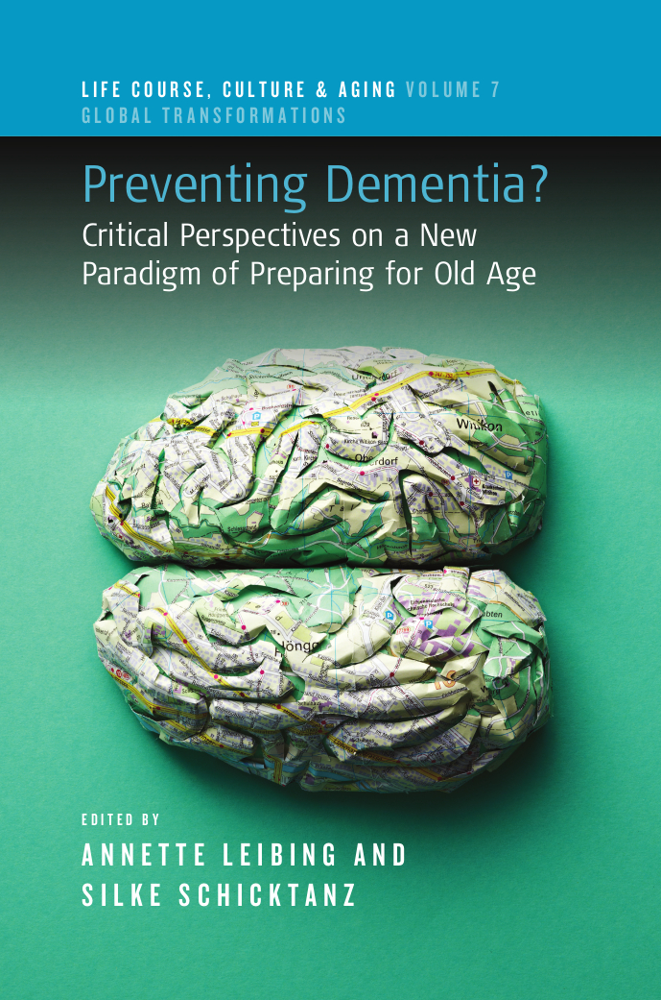 LIFE COURSE, CULTURE & AGING VOLUME 7
GLOBAL TRANSFORMATIONS
Preventing Dementia?
Critical Perspectives on a New
Paradigm of Preparing for Old Age
Witikon
Oberdorf
Höngg
EDITED BY
ANNETTE LEIBING AND
SILKE SCHICKTANZ